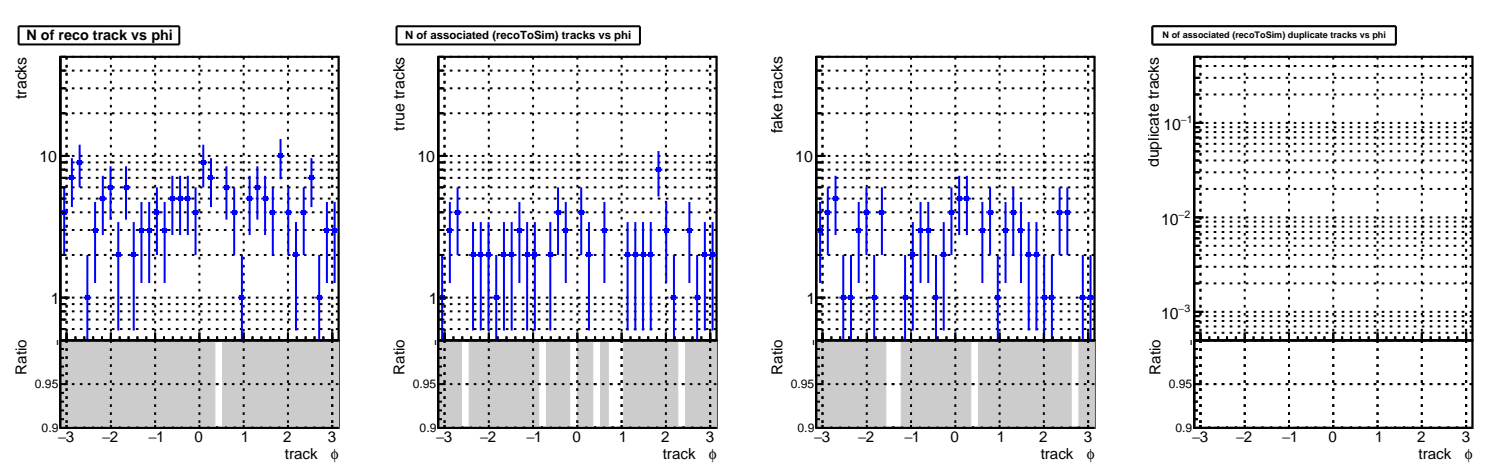 N of reco track vs phi
tracks
10
1
Ratio
1
0.95
0.9
−3 −2 −1 0 1 2 3
track φ
N of associated (recoToSim) tracks vs phi
true tracks
10
1
Ratio
1
0.95
0.9
−3 −2 −1 0 1 2 3
track φ
fake tracks
10
1
Ratio
1
0.95
0.9
−3 −2 −1 0 1 2 3
track φ
N of associated (recoToSim) duplicate tracks vs phi
duplicate tracks
10⁻¹
10⁻²
10⁻³
Ratio
1
0.95
0.9
−3 −2 −1 0 1 2 3
track φ